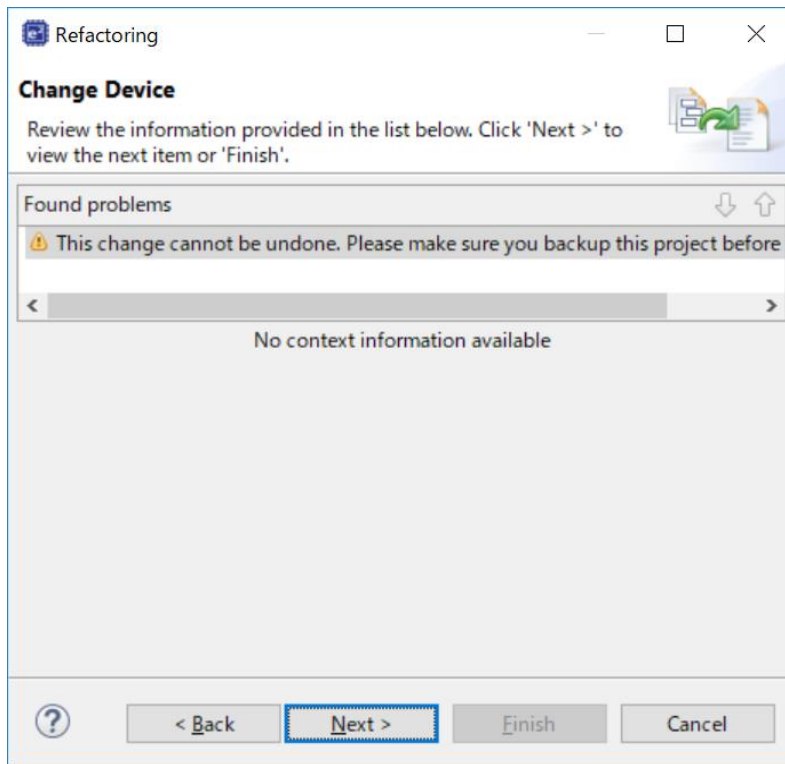 Refactoring
Change Device
Review the information provided in the list below. Click 'Next >' to
view the next item or 'Finish'.
Found problems
This change cannot be undone. Please make sure you backup this project before
No context information available
< Back
Next >
Finish
Cancel